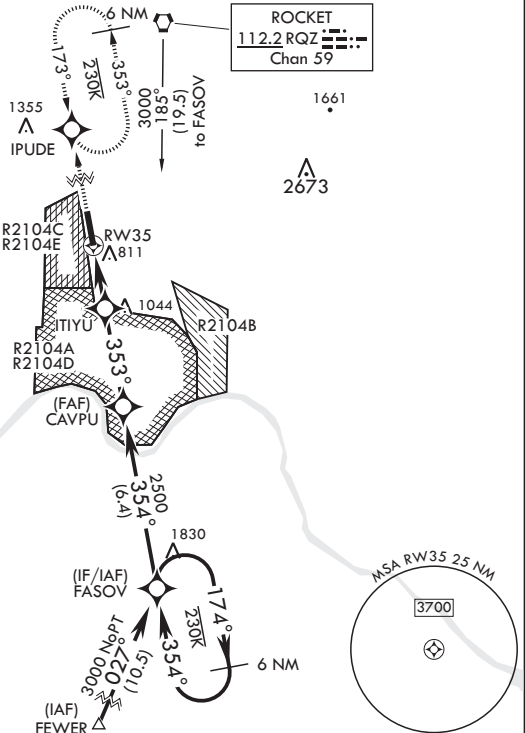 6 NM
ROCKET
112.2 RQZ
Chan 59
173°
230K
353°
3000
185°
(19.5)
to FASOV
1355
IPUDE
1661
2673
R2104C
R2104E
RW35
811
ITIYU
1044
R2104B
R2104A
R2104D
353°
(FAF)
CAVPU
2500
354°
(6.4)
1830
(IF/IAF)
FASOV
174°
230K
354°
6 NM
3000 NoPT
027°
(10.5)
(IAF)
FEWER
MSA RW35 25 NM
3700